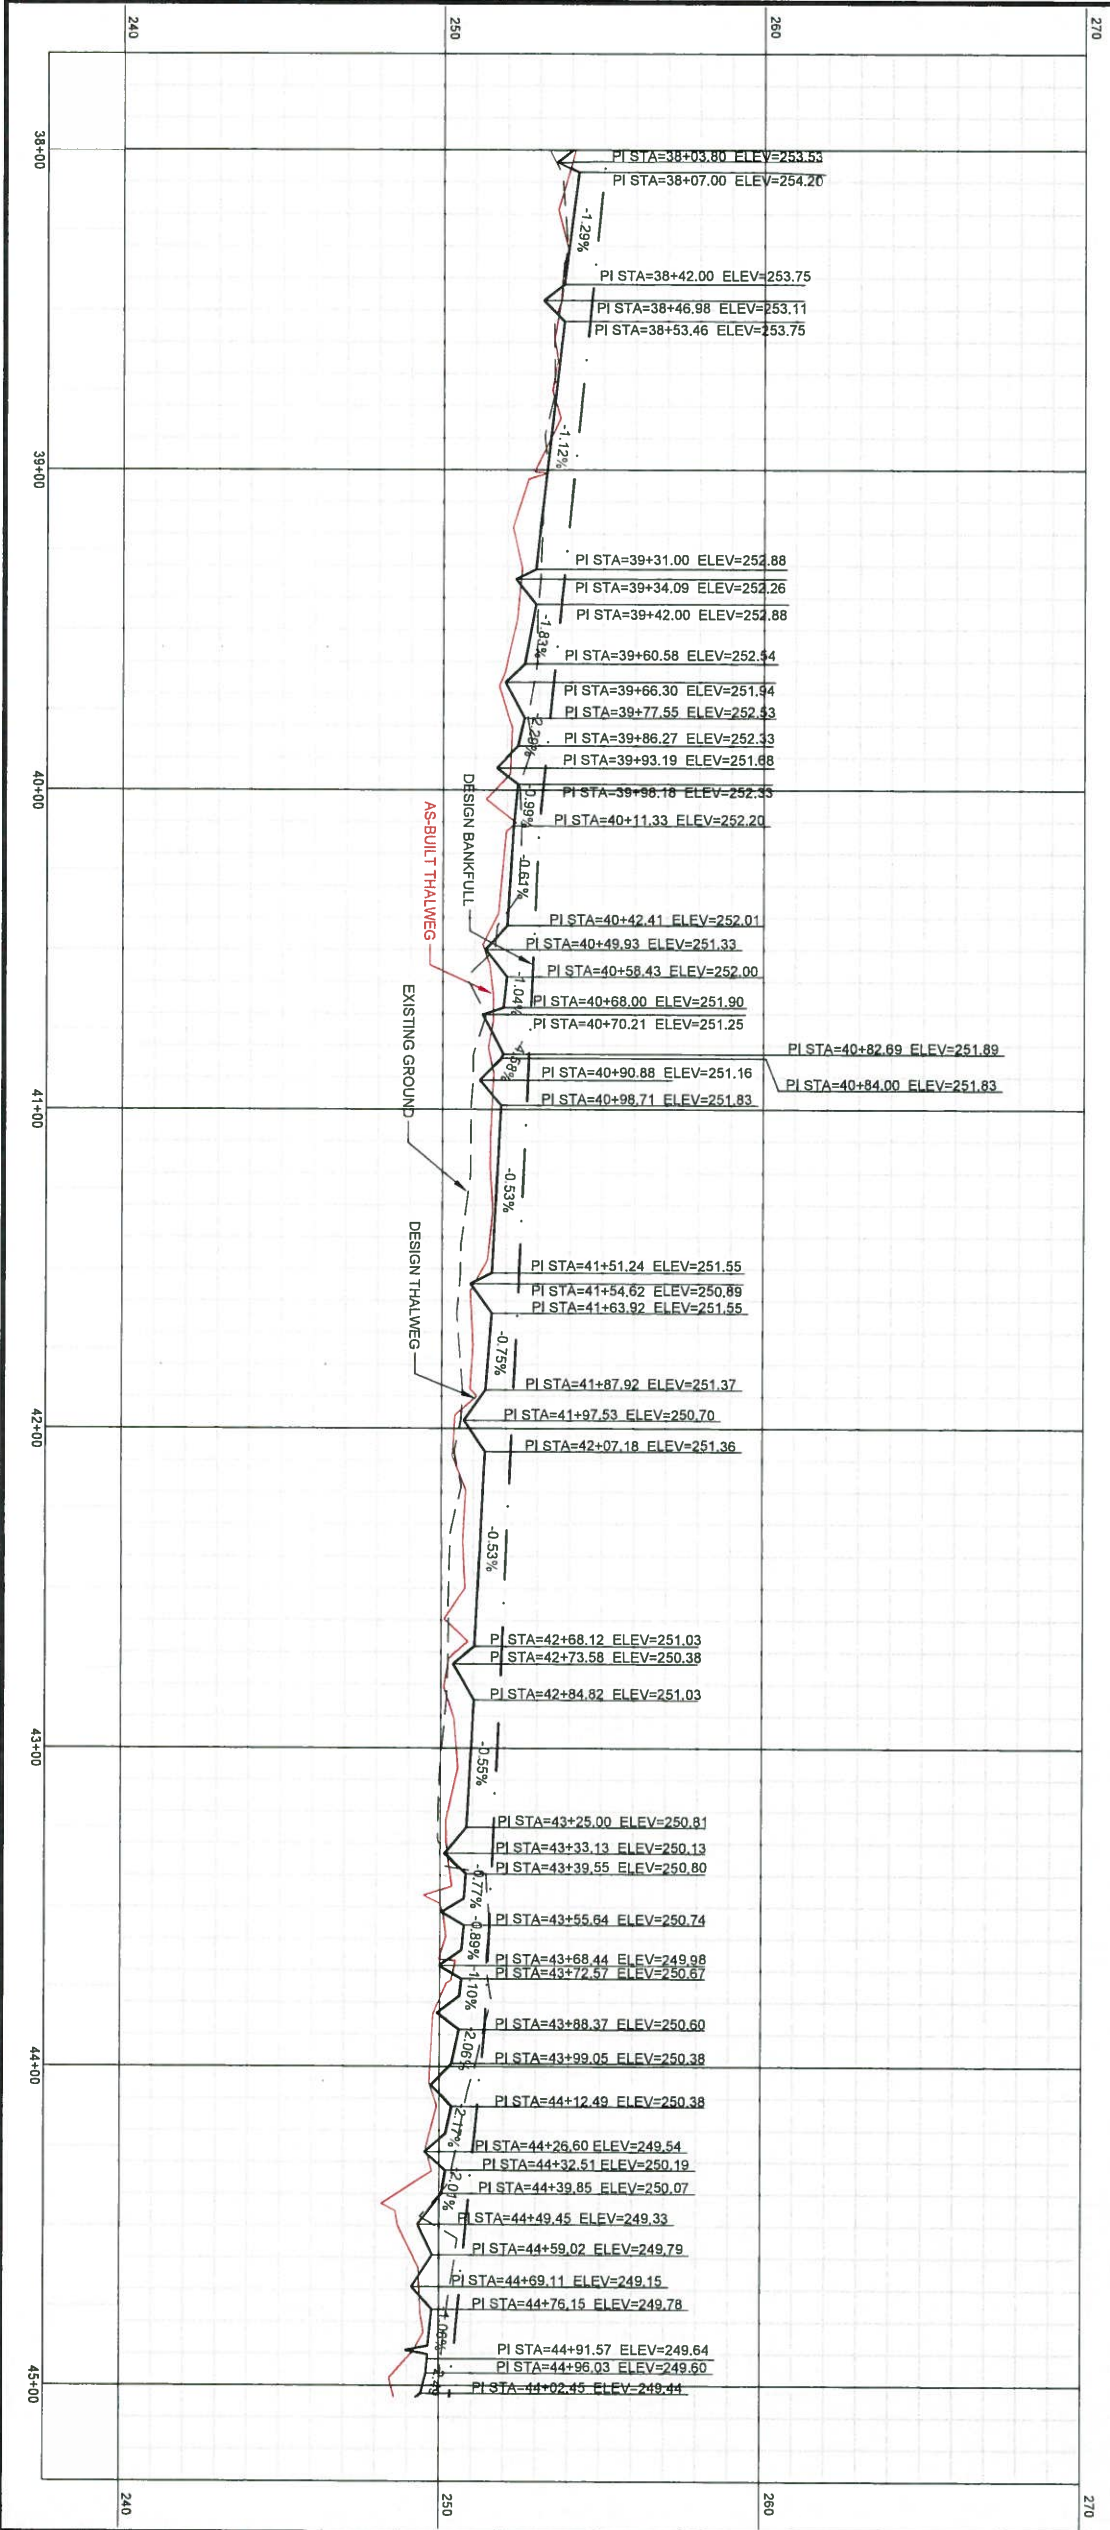 240
250
260
270
38+00
PI STA=38+03.80 ELEV=253.53
PI STA=38+07.00 ELEV=254.20
-1.29%
PI STA=38+42.00 ELEV=253.75
PI STA=38+46.98 ELEV=253.11
PI STA=38+53.46 ELEV=253.75
-1.12%
39+00
PI STA=39+31.00 ELEV=252.88
PI STA=39+34.09 ELEV=252.26
PI STA=39+42.00 ELEV=252.88
-1.83%
PI STA=39+60.58 ELEV=252.54
PI STA=39+66.30 ELEV=251.94
PI STA=39+77.55 ELEV=252.53
-2.29%
PI STA=39+86.27 ELEV=252.33
PI STA=39+93.19 ELEV=251.68
40+00
PI STA=39+98.18 ELEV=252.33
-0.99%
PI STA=40+11.33 ELEV=252.20
DESIGN BANKFULL
AS-BUILT THALWEG
-0.61%
PI STA=40+42.41 ELEV=252.01
PI STA=40+49.93 ELEV=251.33
PI STA=40+58.43 ELEV=252.00
-1.04%
PI STA=40+68.00 ELEV=251.90
PI STA=40+70.21 ELEV=251.25
EXISTING GROUND
PI STA=40+82.69 ELEV=251.89
-4.58%
PI STA=40+90.88 ELEV=251.16
PI STA=40+84.00 ELEV=251.83
PI STA=40+98.71 ELEV=251.83
41+00
-0.53%
PI STA=41+51.24 ELEV=251.55
PI STA=41+54.62 ELEV=250.89
PI STA=41+63.92 ELEV=251.55
DESIGN THALWEG
-0.75%
PI STA=41+87.92 ELEV=251.37
PI STA=41+97.53 ELEV=250.70
42+00
PI STA=42+07.18 ELEV=251.36
-0.53%
PI STA=42+68.12 ELEV=251.03
PI STA=42+73.58 ELEV=250.38
PI STA=42+84.82 ELEV=251.03
43+00
-0.55%
PI STA=43+25.00 ELEV=250.81
PI STA=43+33.13 ELEV=250.13
PI STA=43+39.55 ELEV=250.80
-0.77%
PI STA=43+55.64 ELEV=250.74
-0.89%
PI STA=43+68.44 ELEV=249.98
PI STA=43+72.57 ELEV=250.67
-1.10%
PI STA=43+88.37 ELEV=250.60
-2.06%
PI STA=43+99.05 ELEV=250.38
44+00
PI STA=44+12.49 ELEV=250.38
-2.17%
PI STA=44+26.60 ELEV=249.54
PI STA=44+32.51 ELEV=250.19
-2.01%
PI STA=44+39.85 ELEV=250.07
PI STA=44+49.45 ELEV=249.33
PI STA=44+59.02 ELEV=249.79
PI STA=44+69.11 ELEV=249.15
PI STA=44+76.15 ELEV=249.78
-1.06%
PI STA=44+91.57 ELEV=249.64
PI STA=44+96.03 ELEV=249.60
45+00
PI STA=44+02.45 ELEV=249.44
240
250
260
270